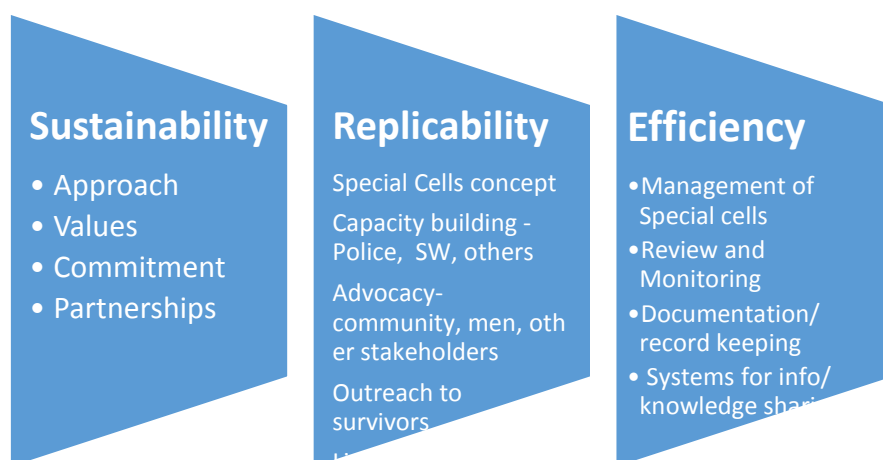 Sustainability
• Approach
• Values
• Commitment
• Partnerships
Replicability
Special Cells concept
Capacity building -
Police, SW, others
Advocacy-
community, men, oth
er stakeholders
Outreach to
survivors
Efficiency
•Management of
Special cells
•Review and
Monitoring
•Documentation/
record keeping
• Systems for info/
knowledge sharing